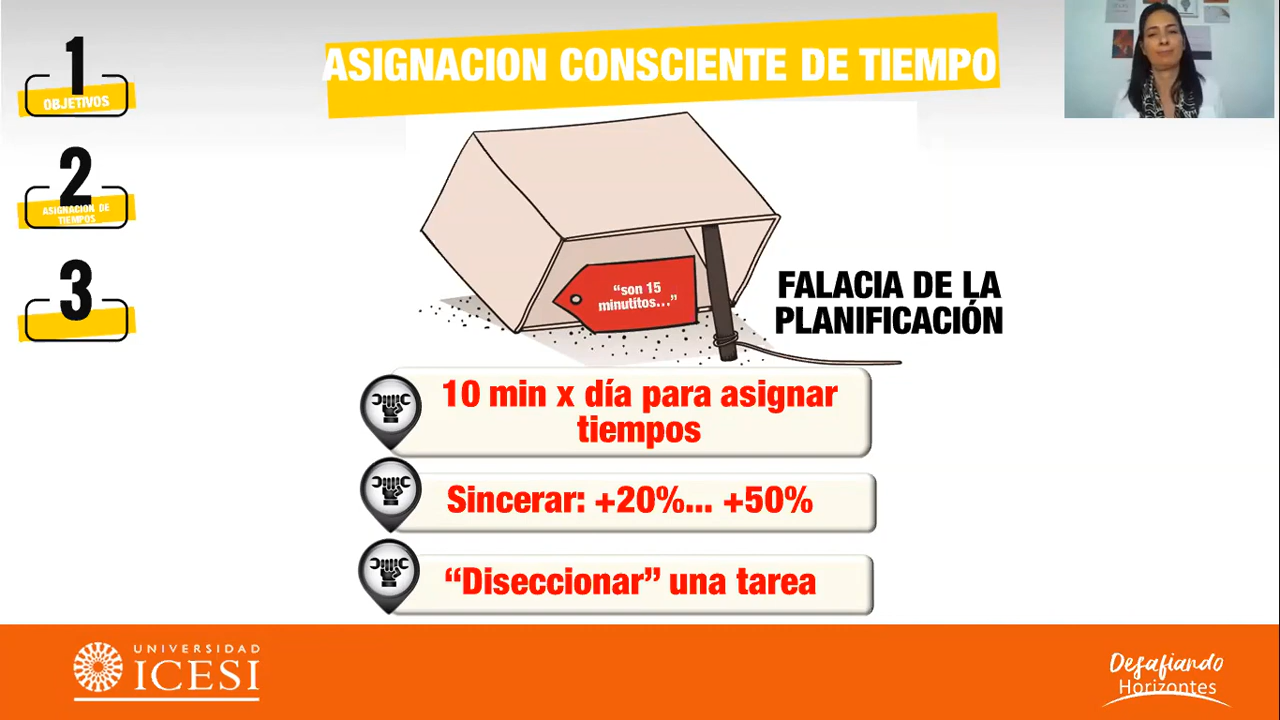 1
OBJETIVOS
2
ASIGNACION DE
TIEMPOS
3
ASIGNACION CONSCIENTE DE TIEMPO
“son 15
minutitos...”
FALACIA DE LA
PLANIFICACIÓN
10 min x día para asignar
tiempos
Sincerar: +20%... +50%
“Diseccionar” una tarea
UNIVERSIDAD
ICESI
Desafiando
Horizontes